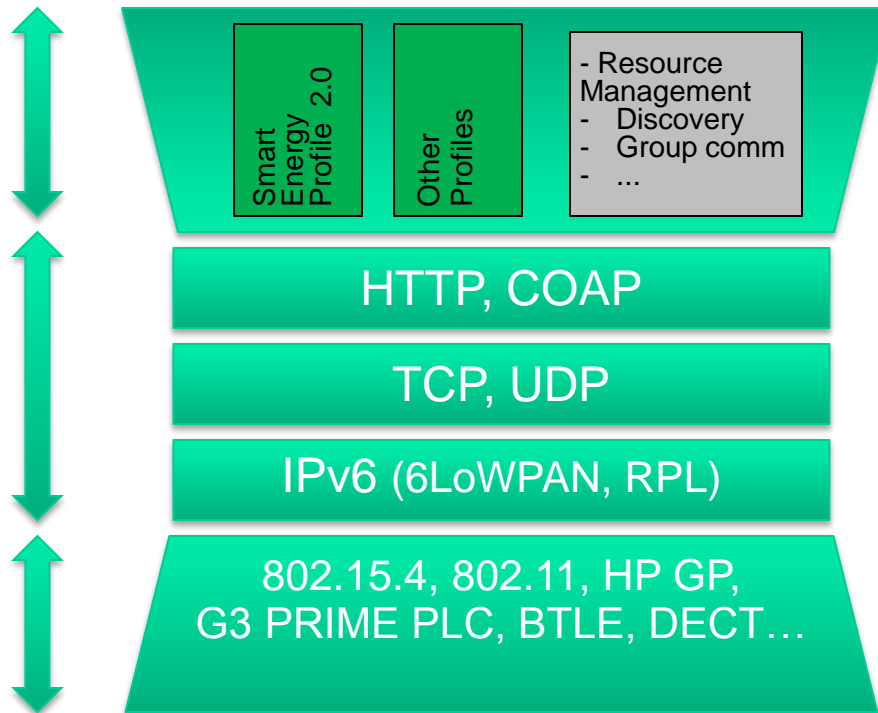 Smart
Energy
Profile 2.0
Other
Profiles
- Resource
Management
- Discovery
- Group comm
- ...
HTTP, COAP
TCP, UDP
IPv6 (6LoWPAN, RPL)
802.15.4, 802.11, HP GP,
G3 PRIME PLC, BTLE, DECT…